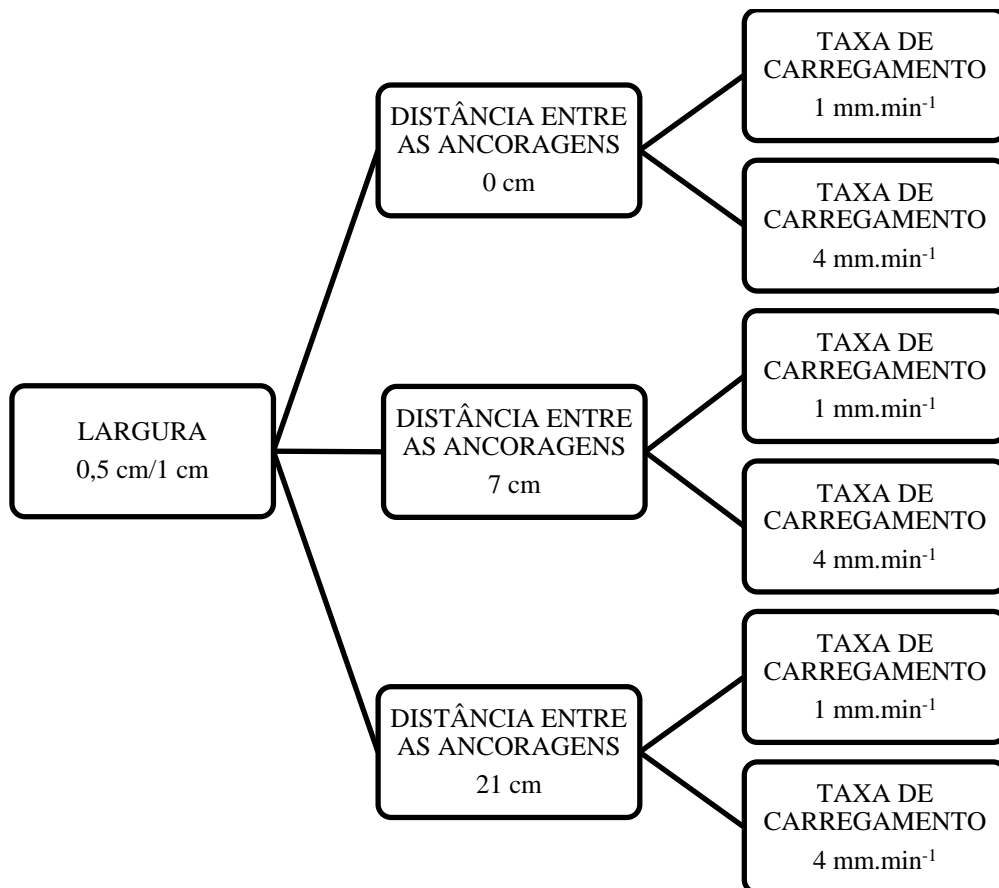 LARGURA
0,5 cm/1 cm
DISTÂNCIA ENTRE
AS ANCORAGENS
0 cm
TAXA DE
CARREGAMENTO
1 mm.min⁻¹
TAXA DE
CARREGAMENTO
4 mm.min⁻¹
DISTÂNCIA ENTRE
AS ANCORAGENS
7 cm
TAXA DE
CARREGAMENTO
1 mm.min⁻¹
TAXA DE
CARREGAMENTO
4 mm.min⁻¹
DISTÂNCIA ENTRE
AS ANCORAGENS
21 cm
TAXA DE
CARREGAMENTO
1 mm.min⁻¹
TAXA DE
CARREGAMENTO
4 mm.min⁻¹